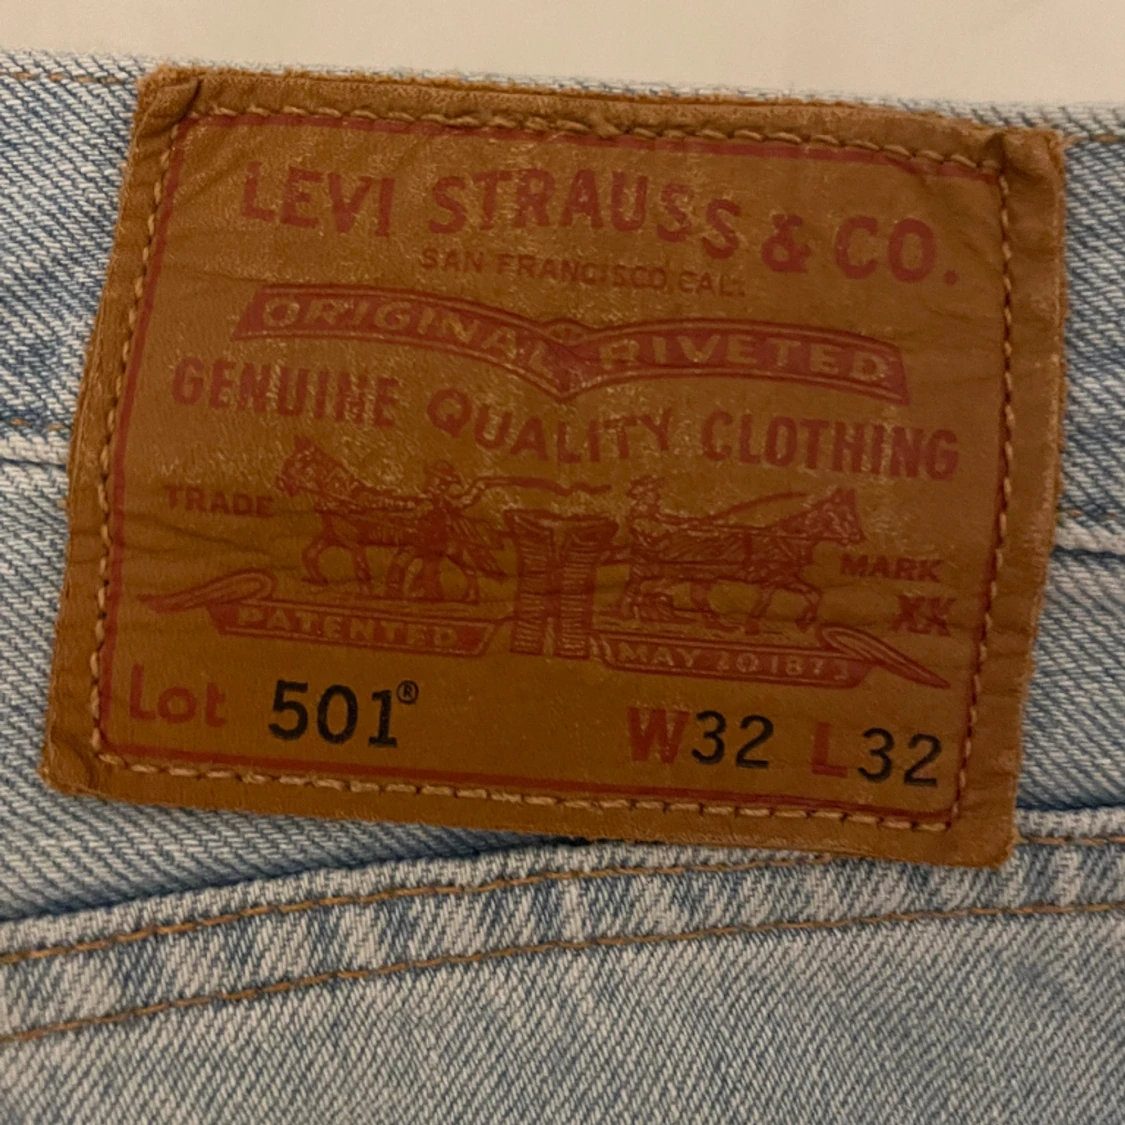 LEVI STRAUSS & CO.
SAN FRANCISCO, CAL.
ORIGINAL RIVETED
GENUINE QUALITY CLOTHING
TRADE MARK
XX
PATENTED MAY 20 1873
Lot 501® W32 L32